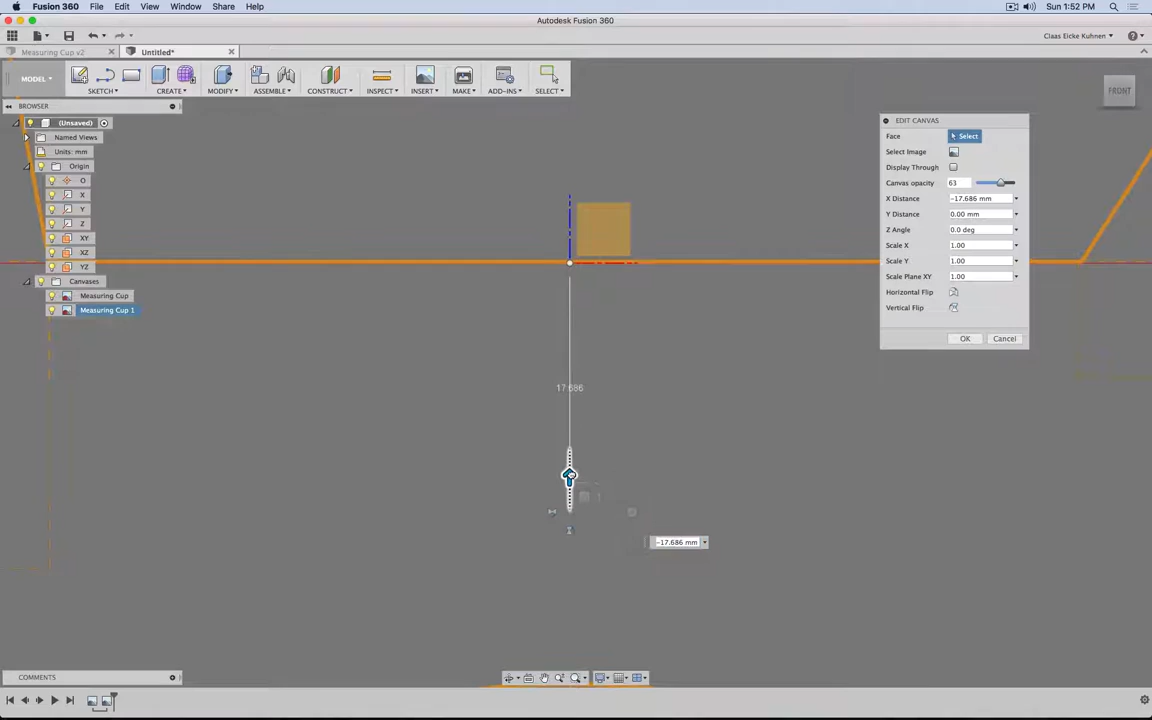 Fusion 360 File Edit View Window Share Help Sun 1:52 PM
Autodesk Fusion 360
Claas Eicke Kuhnen
Measuring Cup v2 Untitled*
MODEL
SKETCH CREATE MODIFY ASSEMBLE CONSTRUCT INSPECT INSERT MAKE ADD-INS SELECT
FRONT
BROWSER
(Unsaved)
Named Views
Units: mm
Origin
O
X
Y
Z
XY
XZ
YZ
Canvases
Measuring Cup
Measuring Cup 1
EDIT CANVAS
Face Select
Select Image
Display Through
Canvas opacity 63
X Distance -17.686 mm
Y Distance 0.00 mm
Z Angle 0.0 deg
Scale X 1.00
Scale Y 1.00
Scale Plane XY 1.00
Horizontal Flip
Vertical Flip
OK Cancel
17.686
-17.686 mm
COMMENTS